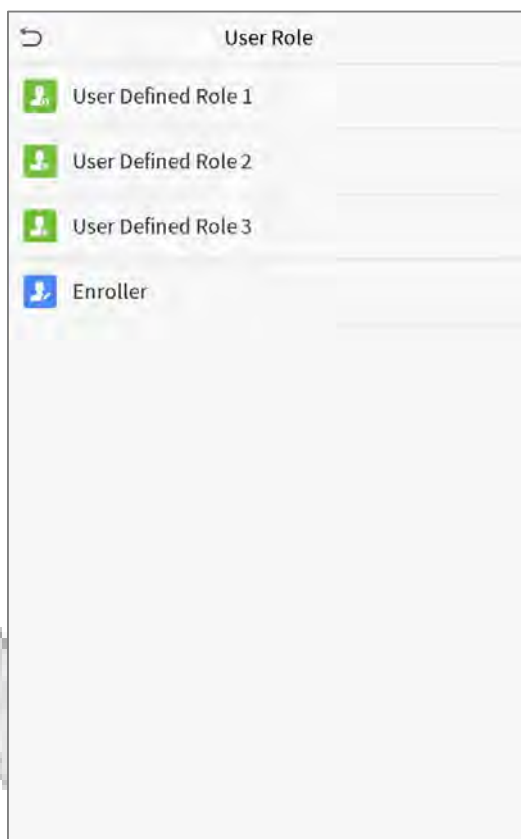 User Role
User Defined Role 1
User Defined Role 2
User Defined Role 3
Enroller